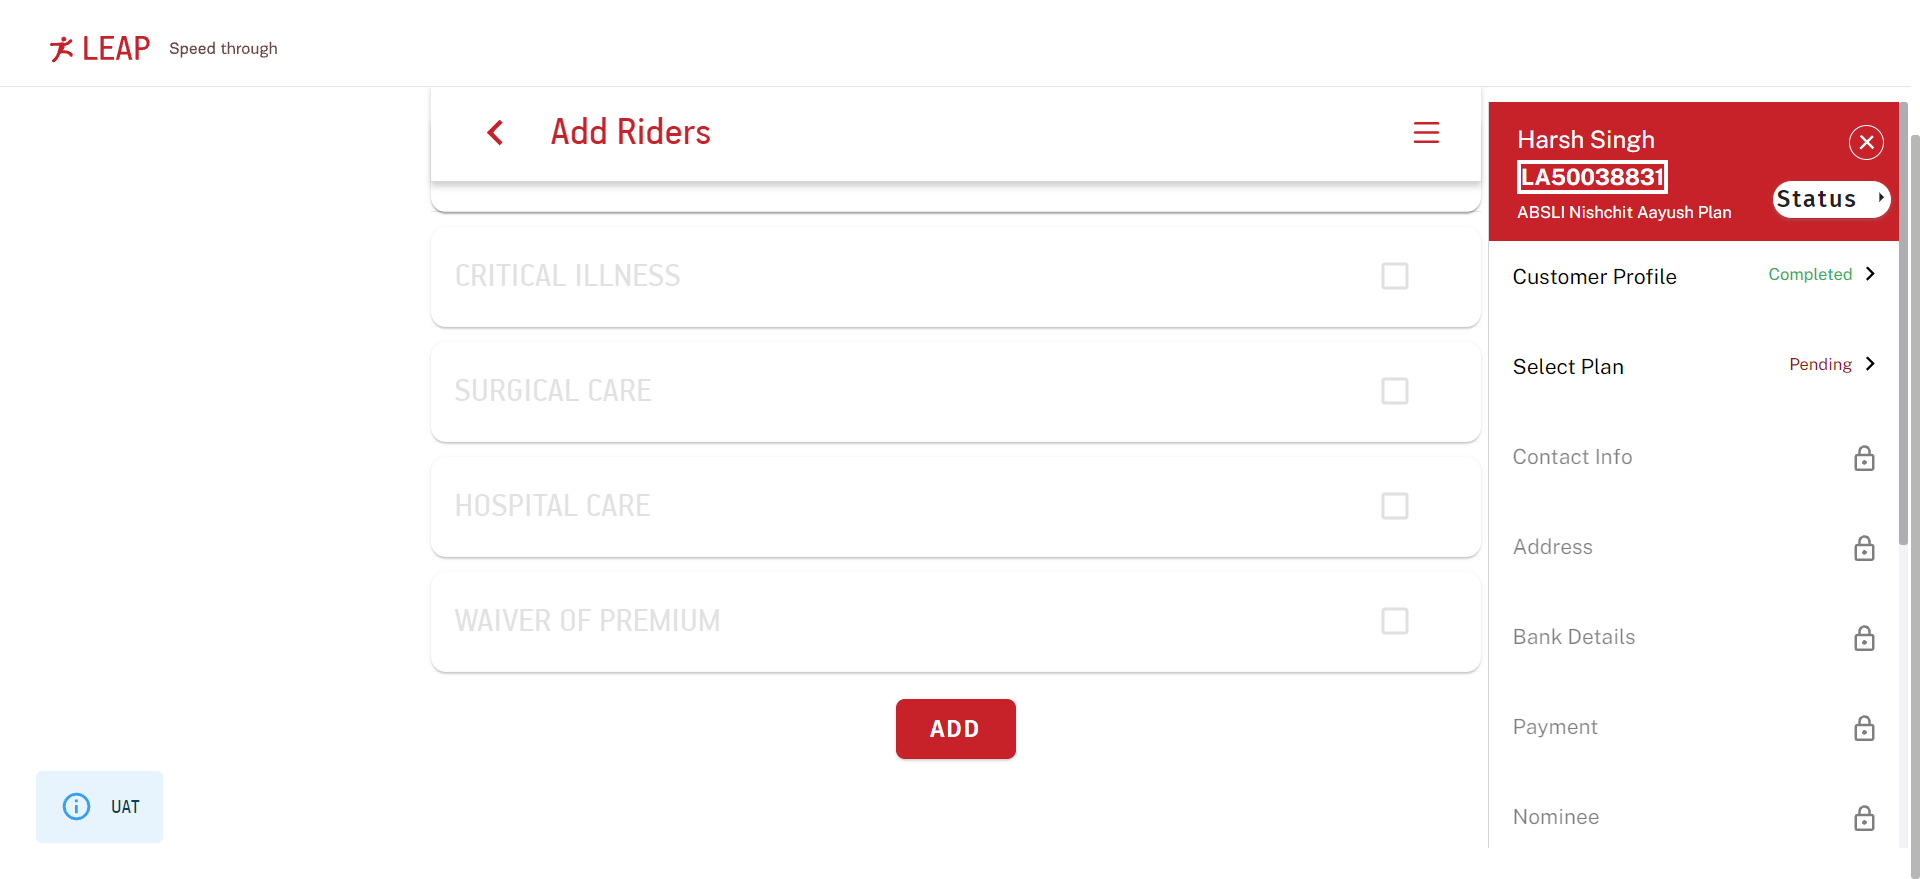 LEAP Speed through
Add Riders
CRITICAL ILLNESS
SURGICAL CARE
HOSPITAL CARE
WAIVER OF PREMIUM
ADD
UAT
Harsh Singh
LA50038831
Status
ABSLI Nishchit Aayush Plan
Customer Profile Completed
Select Plan Pending
Contact Info
Address
Bank Details
Payment
Nominee